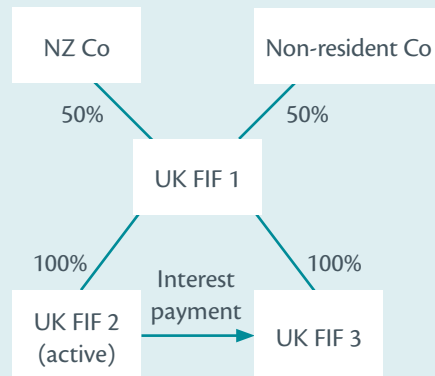 NZ Co
Non-resident Co
50%
50%
UK FIF 1
100%
100%
Interest
payment
UK FIF 2
(active)
UK FIF 3